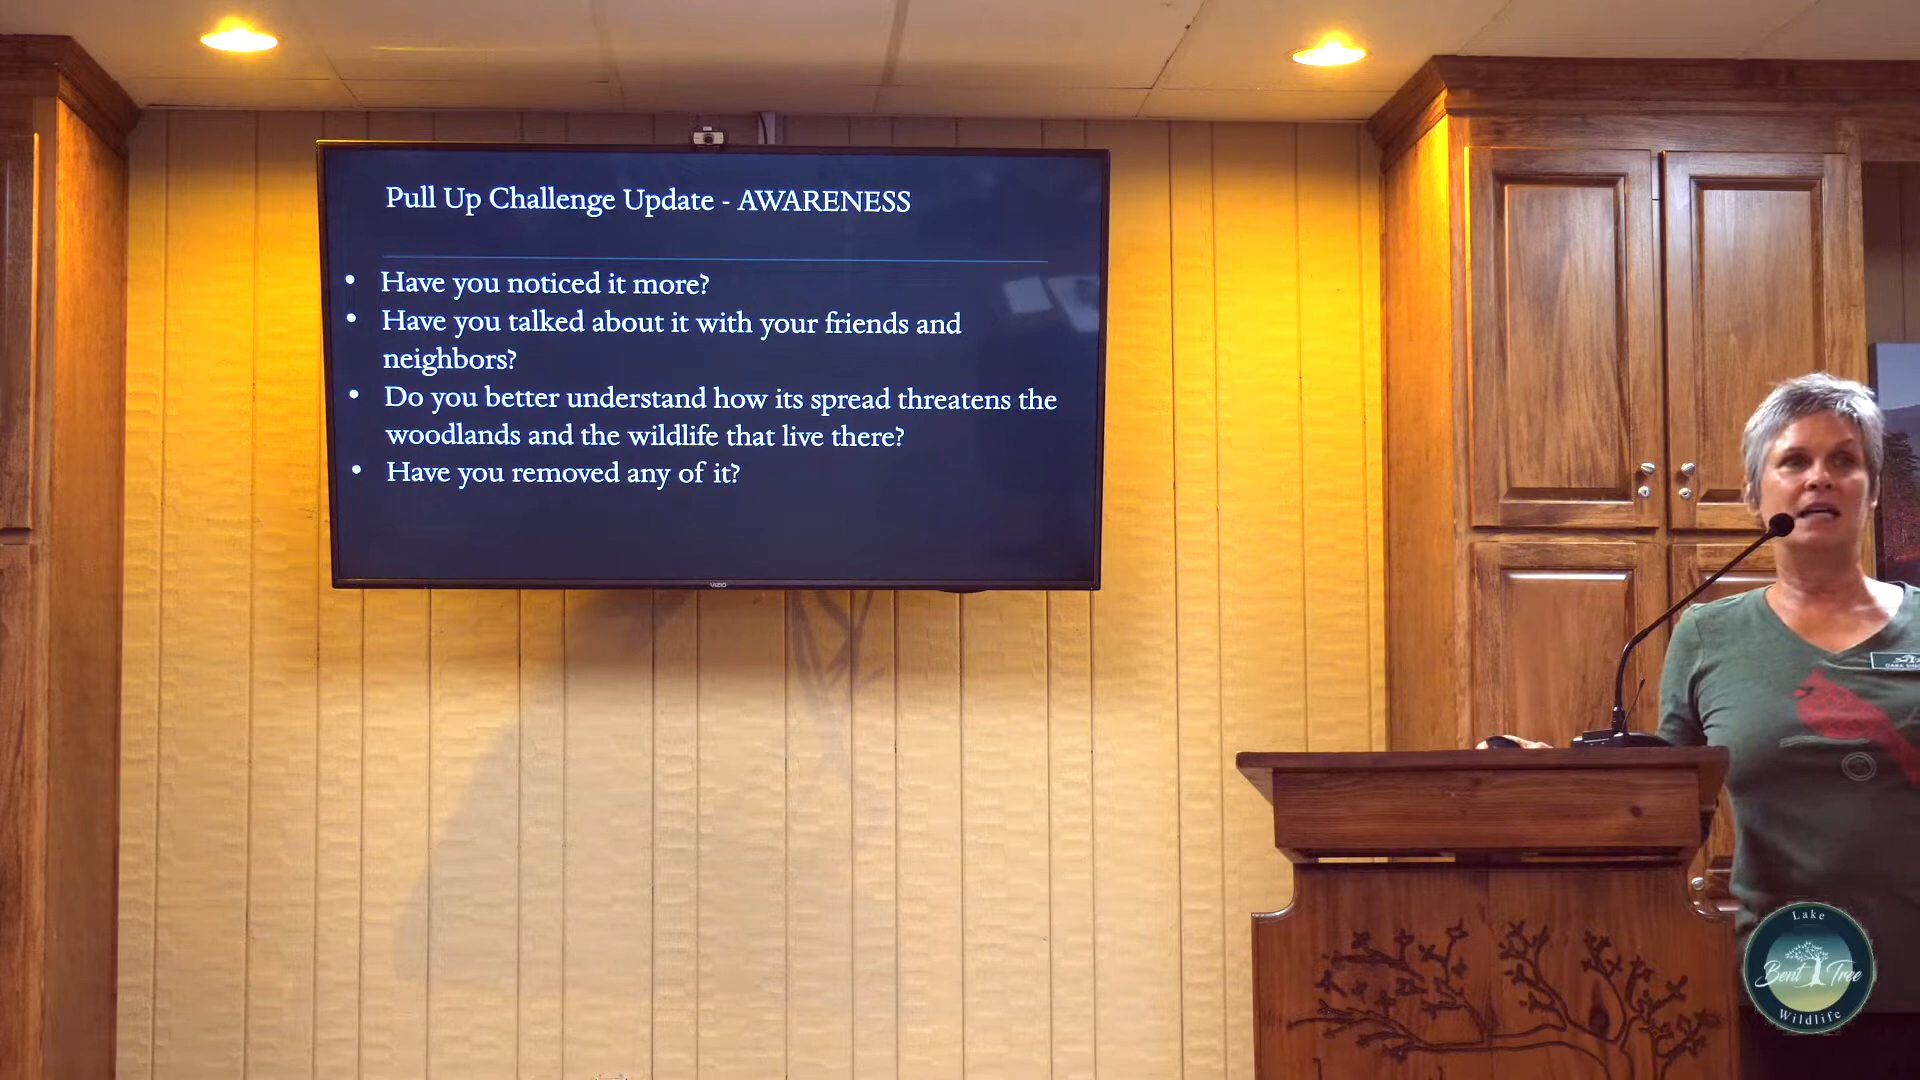 Pull Up Challenge Update - AWARENESS
• Have you noticed it more?
• Have you talked about it with your friends and
neighbors?
• Do you better understand how its spread threatens the
woodlands and the wildlife that live there?
• Have you removed any of it?
VIZIO
Lake
Bent Tree
Wildlife